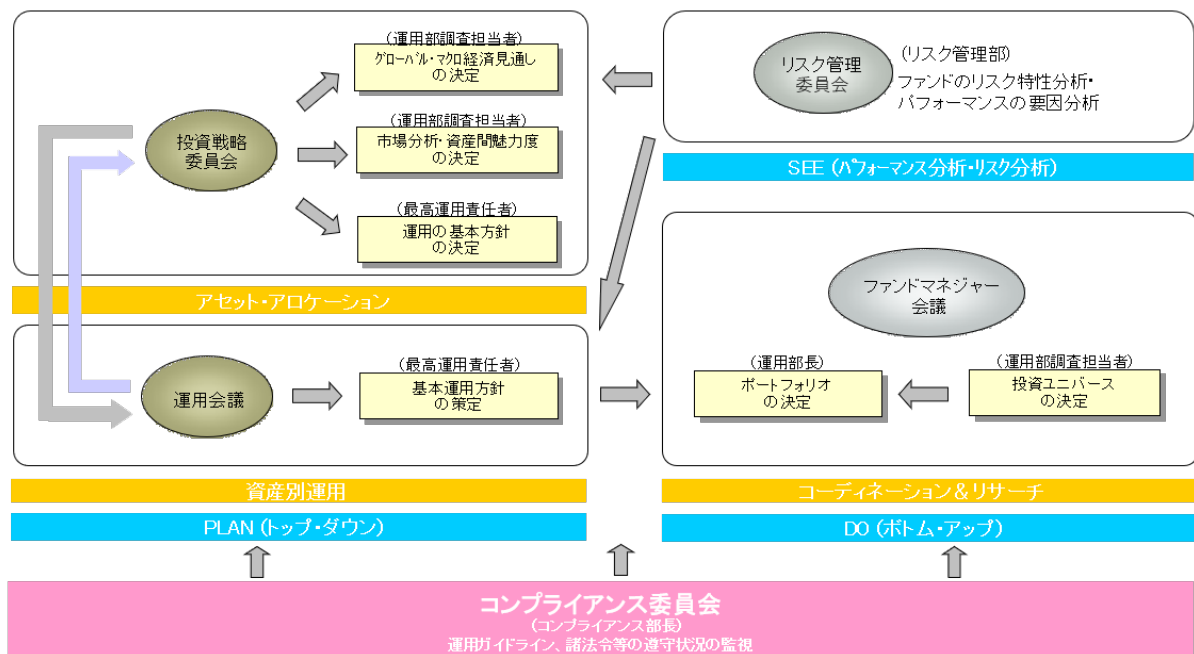 (運用部調査担当者)
グローバル・マクロ経済見通し
の決定
投資戦略
委員会
(運用部調査担当者)
市場分析・資産間魅力度
の決定
(最高運用責任者)
運用の基本方針
の決定
アセット・アロケーション
運用会議
(最高運用責任者)
基本運用方針
の策定
資産別運用
PLAN (トップ・ダウン)
リスク管理
委員会
(リスク管理部)
ファンドのリスク特性分析・
パフォーマンスの要因分析
SEE (パフォーマンス分析・リスク分析)
ファンドマネジャー
会議
(運用部長)
ポートフォリオ
の決定
(運用部調査担当者)
投資ユニバース
の決定
コーディネーション&リサーチ
DO (ボトム・アップ)
コンプライアンス委員会
(コンプライアンス部長)
運用ガイドライン、諸法令等の遵守状況の監視